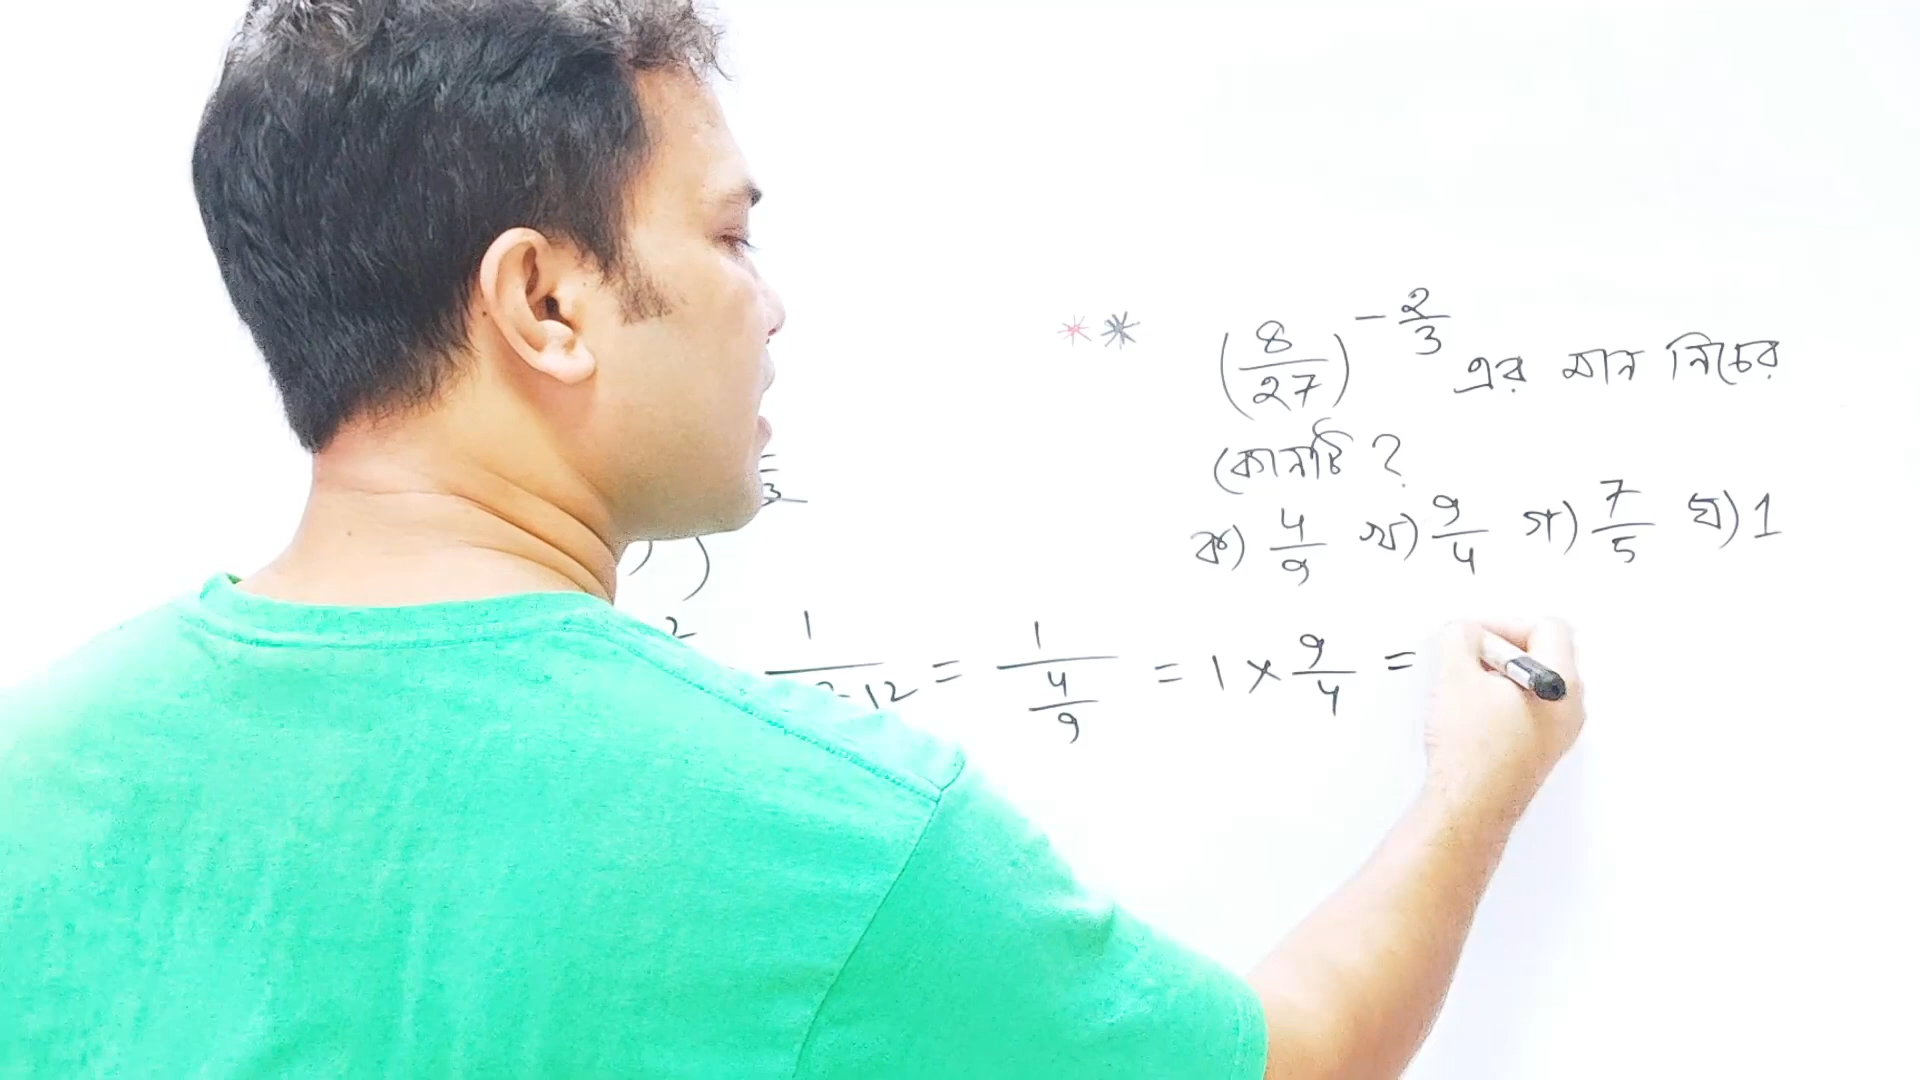 ** (8/27)^(-2/3) এর মান নিচের
কোনটি ?
ক) 4/9 খ) 9/4 গ) 7/5 ঘ) 1
= 1/(4/9) = 1 × 9/4 =